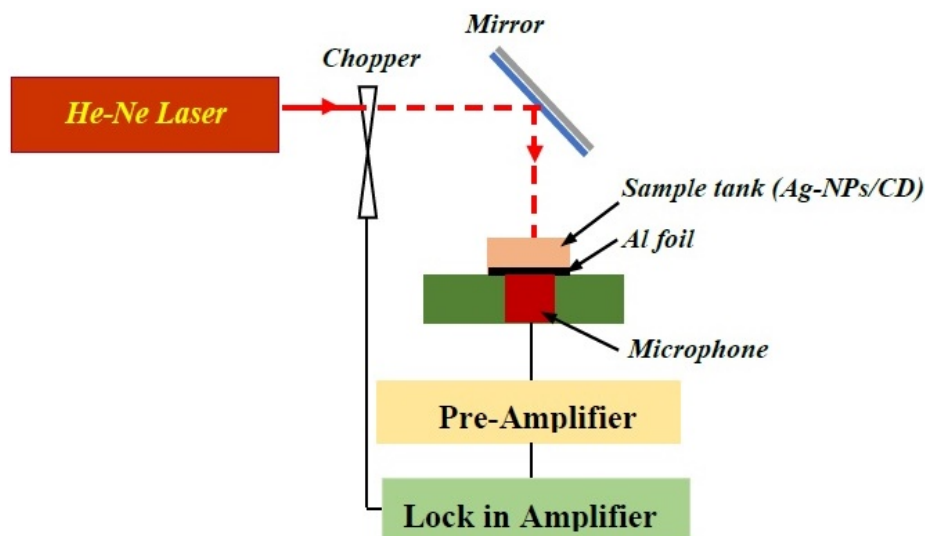 Mirror
Chopper
He-Ne Laser
Sample tank (Ag-NPs/CD)
Al foil
Microphone
Pre-Amplifier
Lock in Amplifier